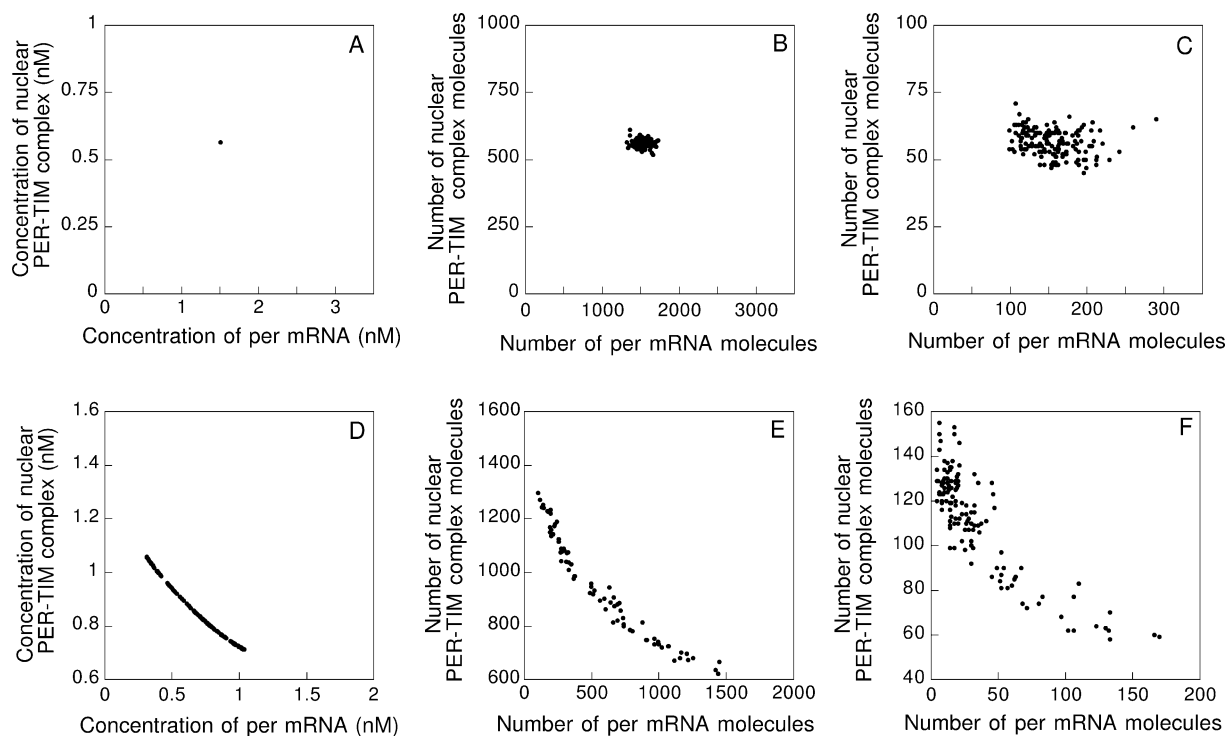 A
Concentration of nuclear
PER-TIM complex (nM)
1
0.75
0.5
0.25
0
0 1 2 3
Concentration of per mRNA (nM)
B
Number of nuclear
PER-TIM complex molecules
1000
750
500
250
0
0 1000 2000 3000
Number of per mRNA molecules
C
Number of nuclear
PER-TIM complex molecules
100
75
50
25
0
0 100 200 300
Number of per mRNA molecules
D
Concentration of nuclear
PER-TIM complex (nM)
1.6
1.4
1.2
1
0.8
0.6
0 0.5 1 1.5 2
Concentration of per mRNA (nM)
E
Number of nuclear
PER-TIM complex molecules
1600
1400
1200
1000
800
600
0 500 1000 1500 2000
Number of per mRNA molecules
F
Number of nuclear
PER-TIM complex molecules
160
140
120
100
80
60
40
0 50 100 150 200
Number of per mRNA molecules